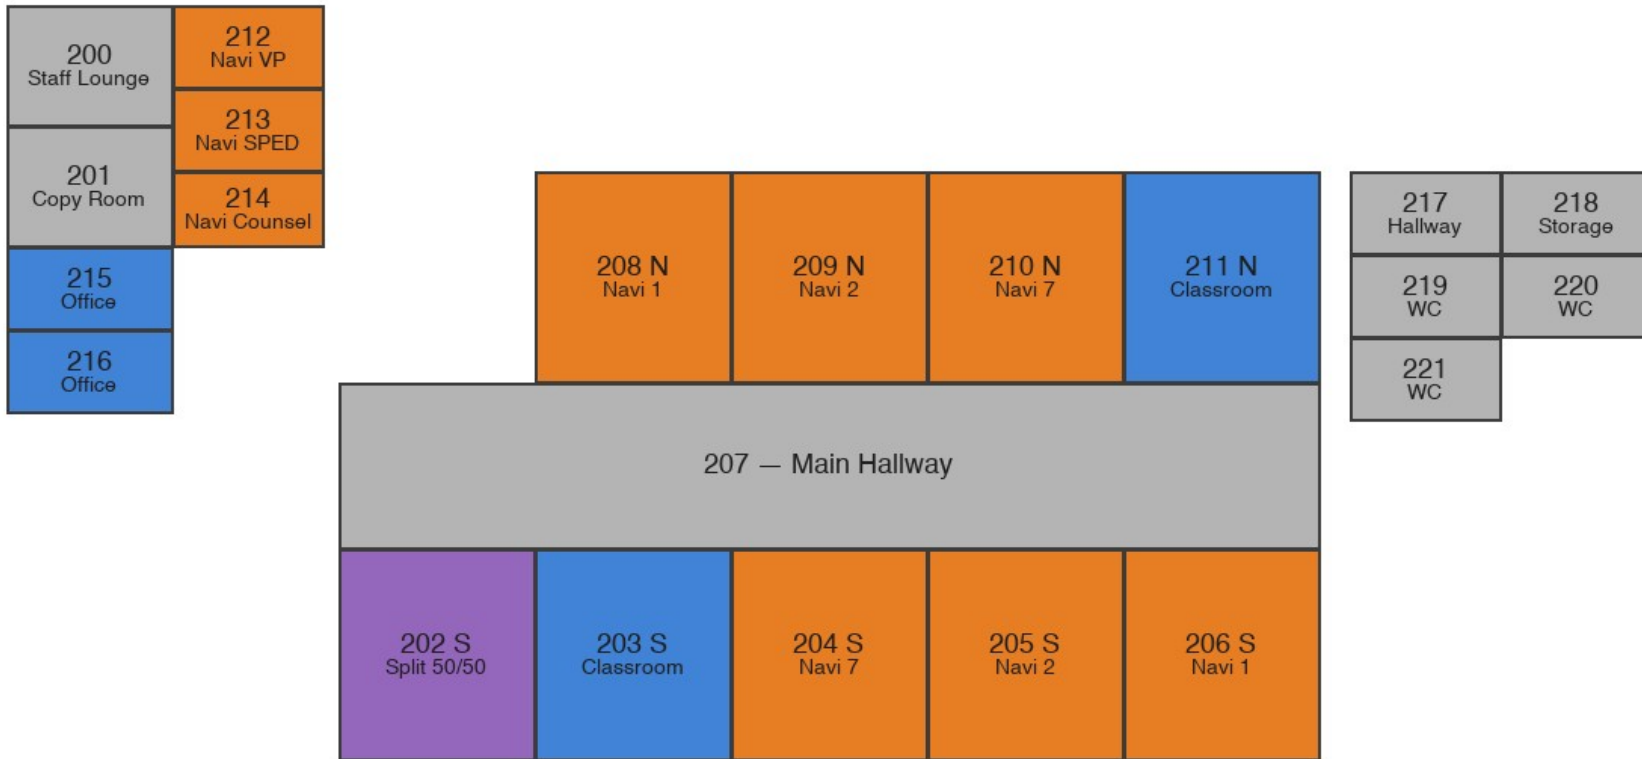 200
Staff Lounge
212
Navi VP
213
Navi SPED
201
Copy Room
214
Navi Counsel
215
Office
216
Office
208 N
Navi 1
209 N
Navi 2
210 N
Navi 7
211 N
Classroom
217
Hallway
218
Storage
219
WC
220
WC
221
WC
207 — Main Hallway
202 S
Split 50/50
203 S
Classroom
204 S
Navi 7
205 S
Navi 2
206 S
Navi 1